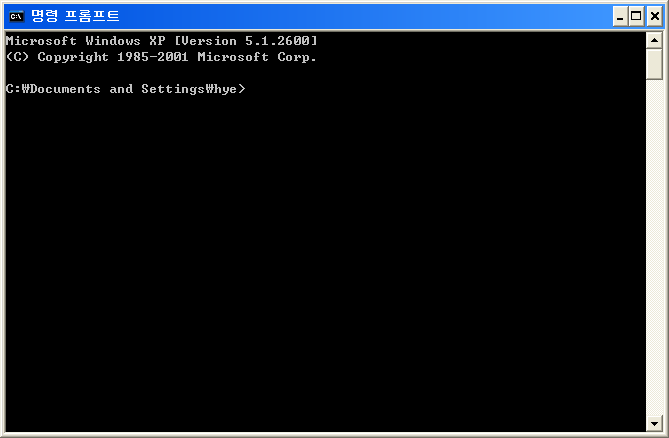 명령 프롬프트
Microsoft Windows XP [Version 5.1.2600]
(C) Copyright 1985-2001 Microsoft Corp.
C:₩Documents and Settings₩hye>